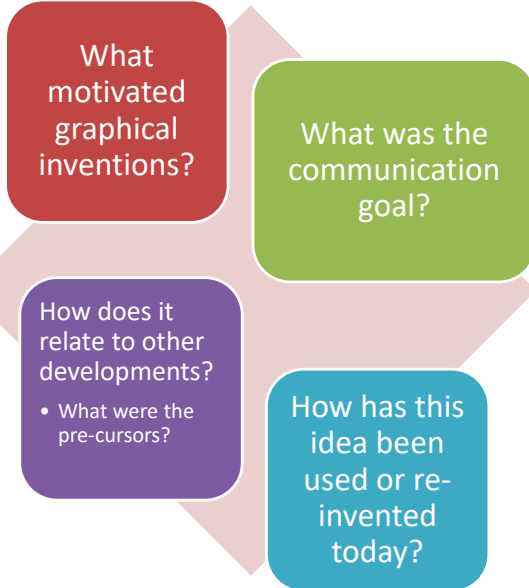 What
motivated
graphical
inventions?
What was the
communication
goal?
How does it
relate to other
developments?
• What were the
pre-cursors?
How has this
idea been
used or re-
invented
today?